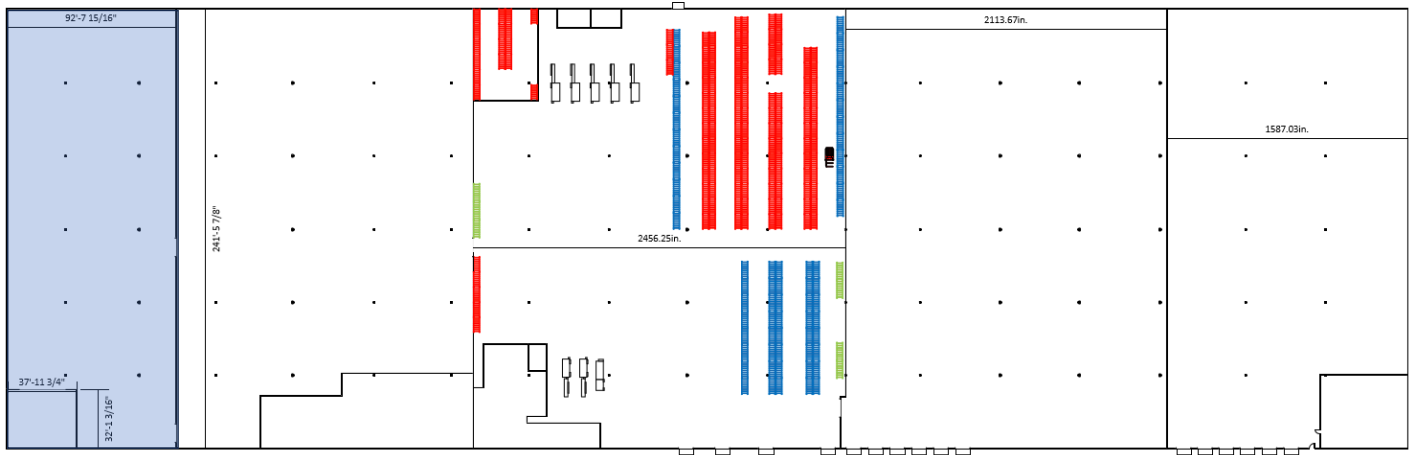 92'-7 15/16"
2113.67in.
1587.03in.
241'-5 7/8"
2456.25in.
37'-11 3/4"
32'-1 3/16"